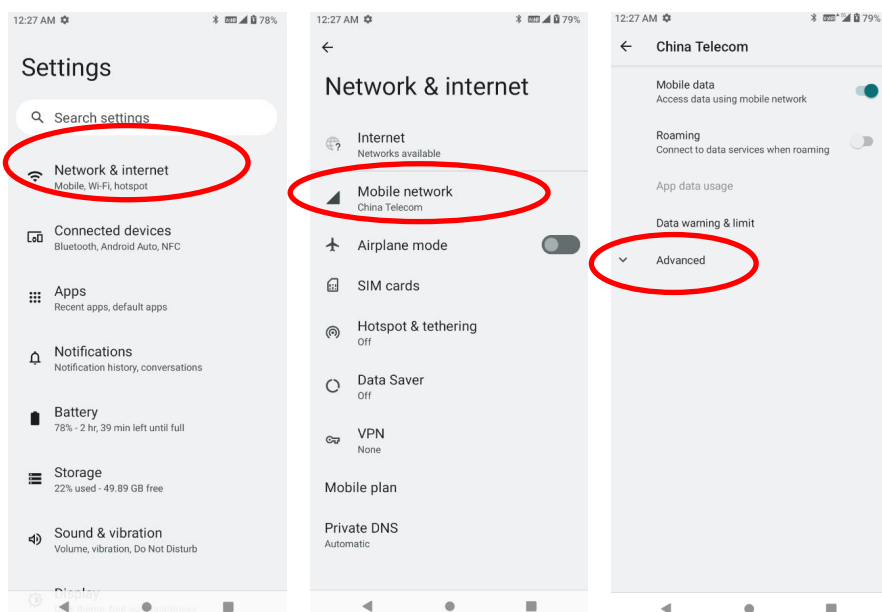 12:27 AM 78%
Settings
Search settings
Network & internet
Mobile, Wi-Fi, hotspot
Connected devices
Bluetooth, Android Auto, NFC
Apps
Recent apps, default apps
Notifications
Notification history, conversations
Battery
78% - 2 hr, 39 min left until full
Storage
22% used - 49.89 GB free
Sound & vibration
Volume, vibration, Do Not Disturb
Display
12:27 AM 79%
Network & internet
Internet
Networks available
Mobile network
China Telecom
Airplane mode
SIM cards
Hotspot & tethering
Off
Data Saver
Off
VPN
None
Mobile plan
Private DNS
Automatic
12:27 AM 79%
China Telecom
Mobile data
Access data using mobile network
Roaming
Connect to data services when roaming
App data usage
Data warning & limit
Advanced